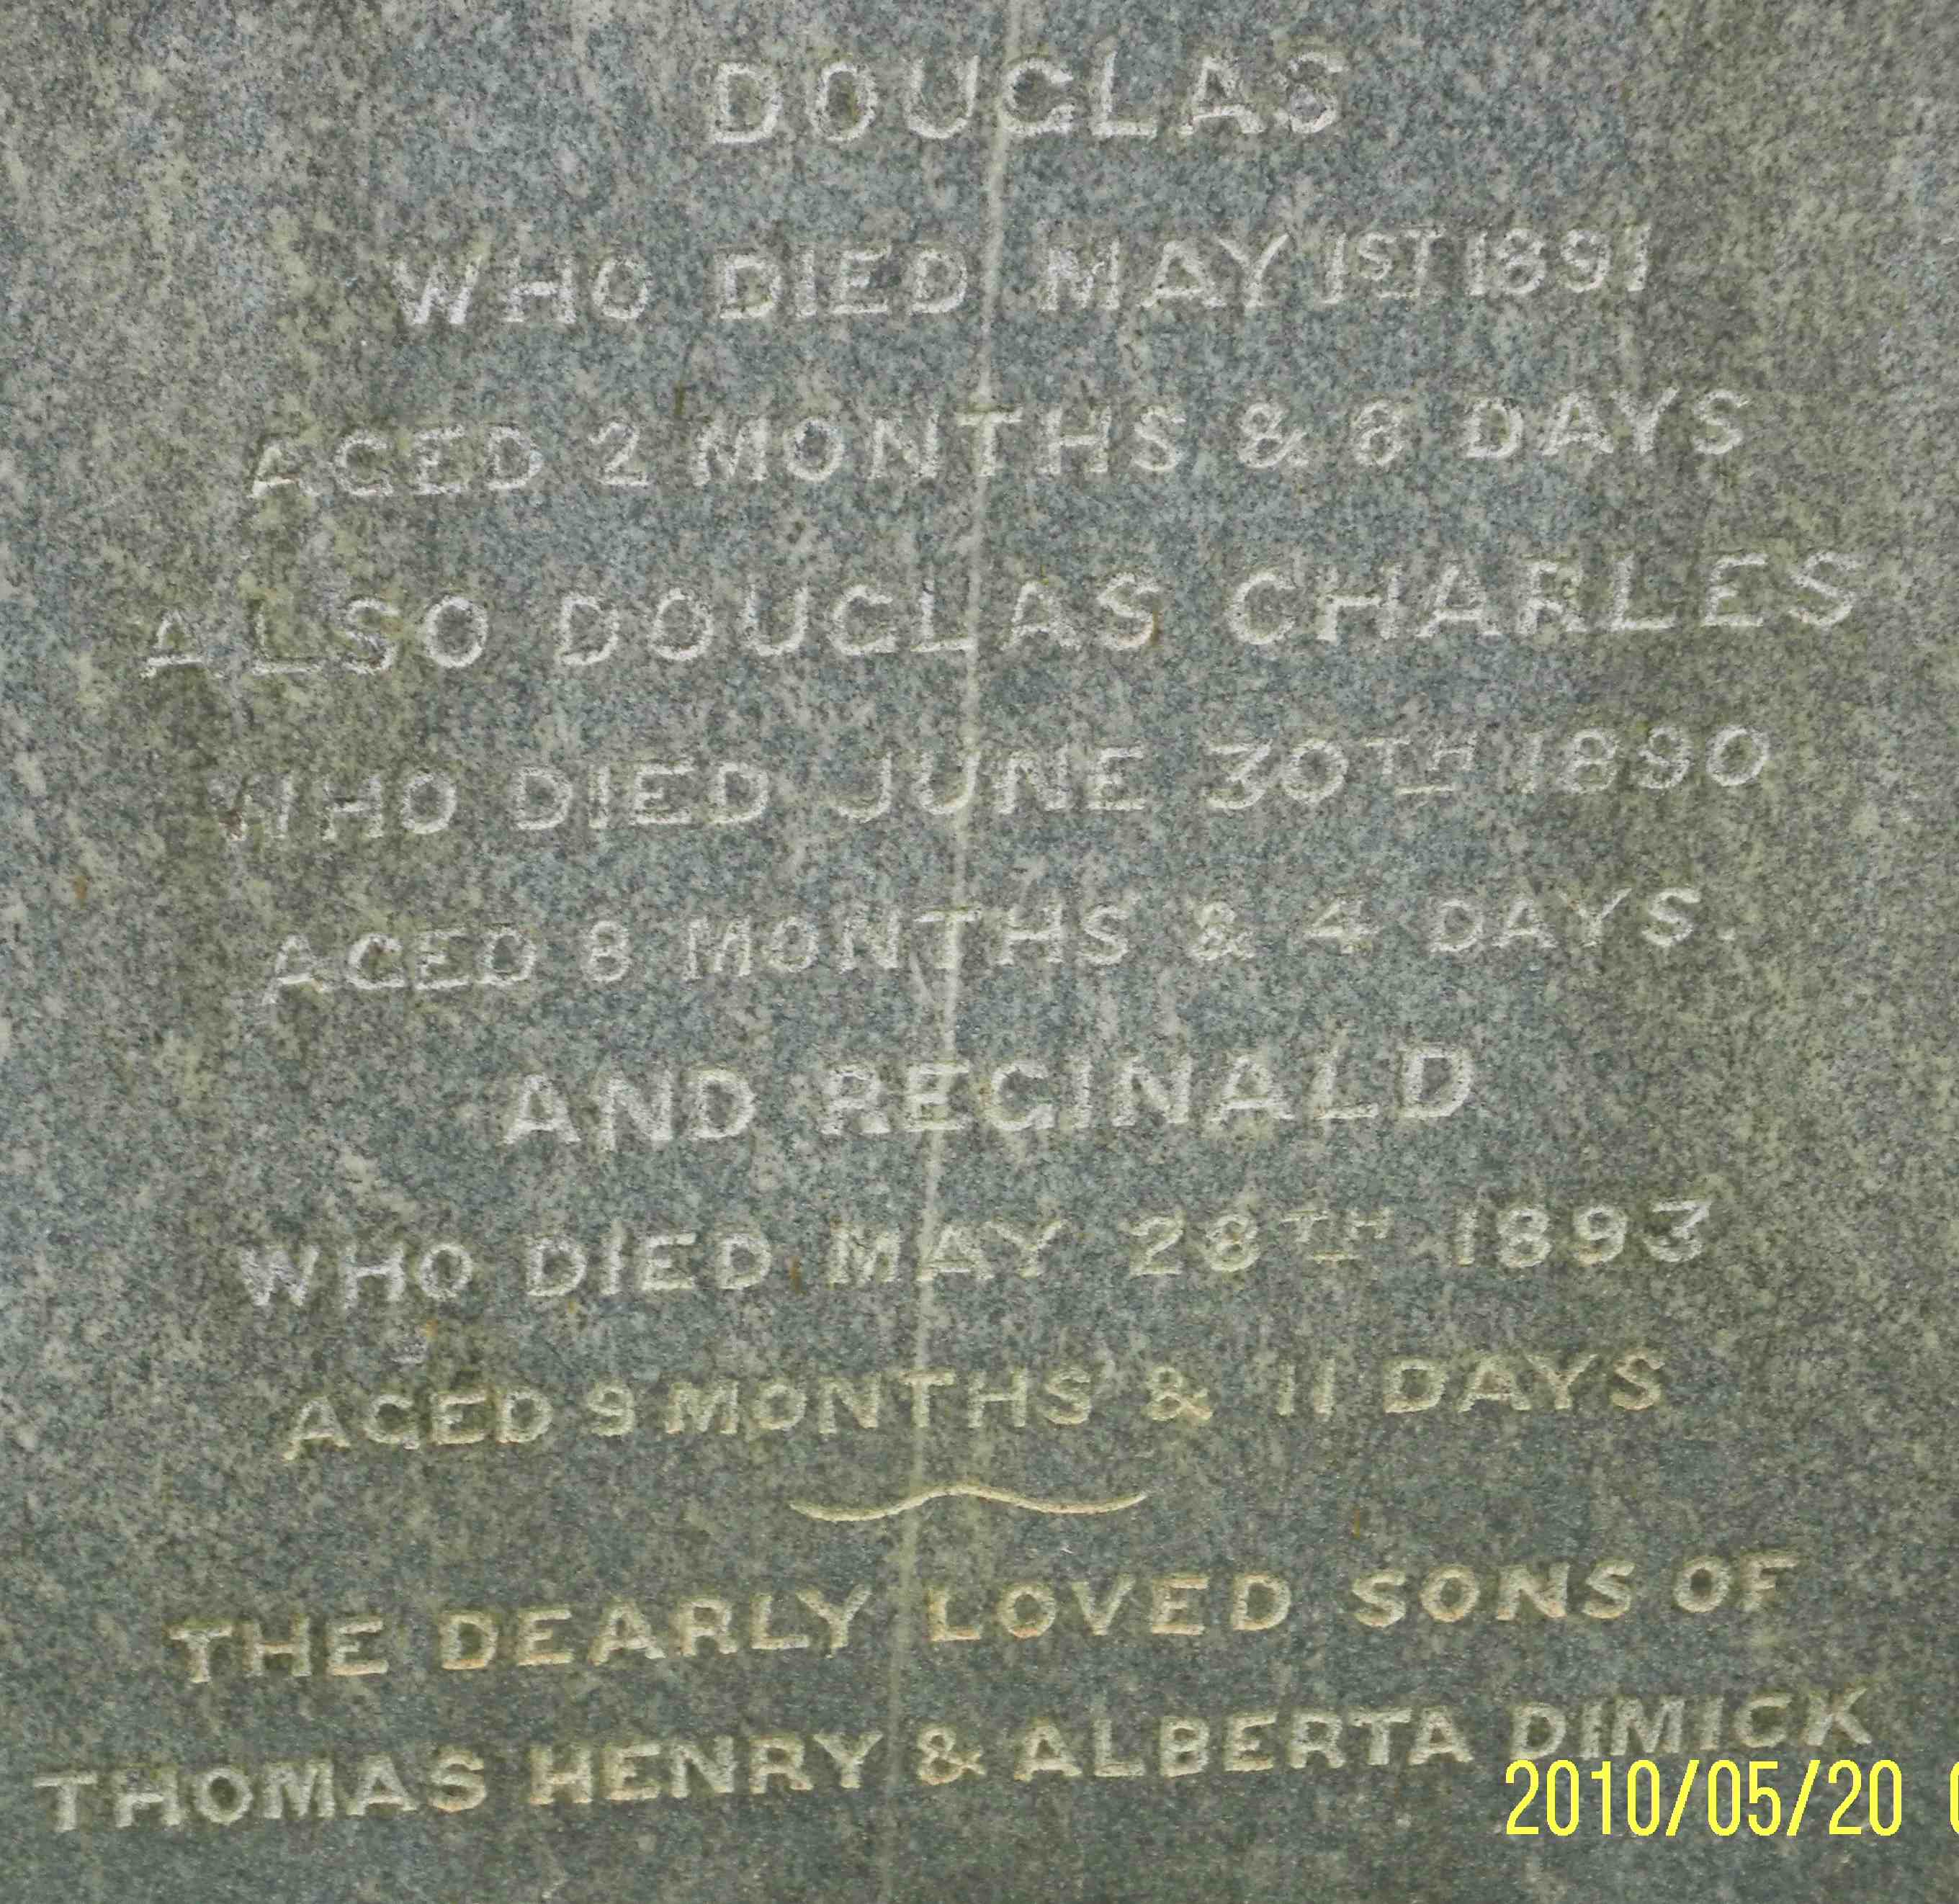 DOUGLAS
WHO DIED MAY 1ST 1891
AGED 2 MONTHS & 8 DAYS
ALSO DOUGLAS CHARLES
WHO DIED JUNE 30TH 1890
AGED 8 MONTHS & 4 DAYS.
AND REGINALD
WHO DIED MAY 28TH 1893
AGED 9 MONTHS & 11 DAYS
THE DEARLY LOVED SONS OF
THOMAS HENRY & ALBERTA DIMICK
2010/05/20